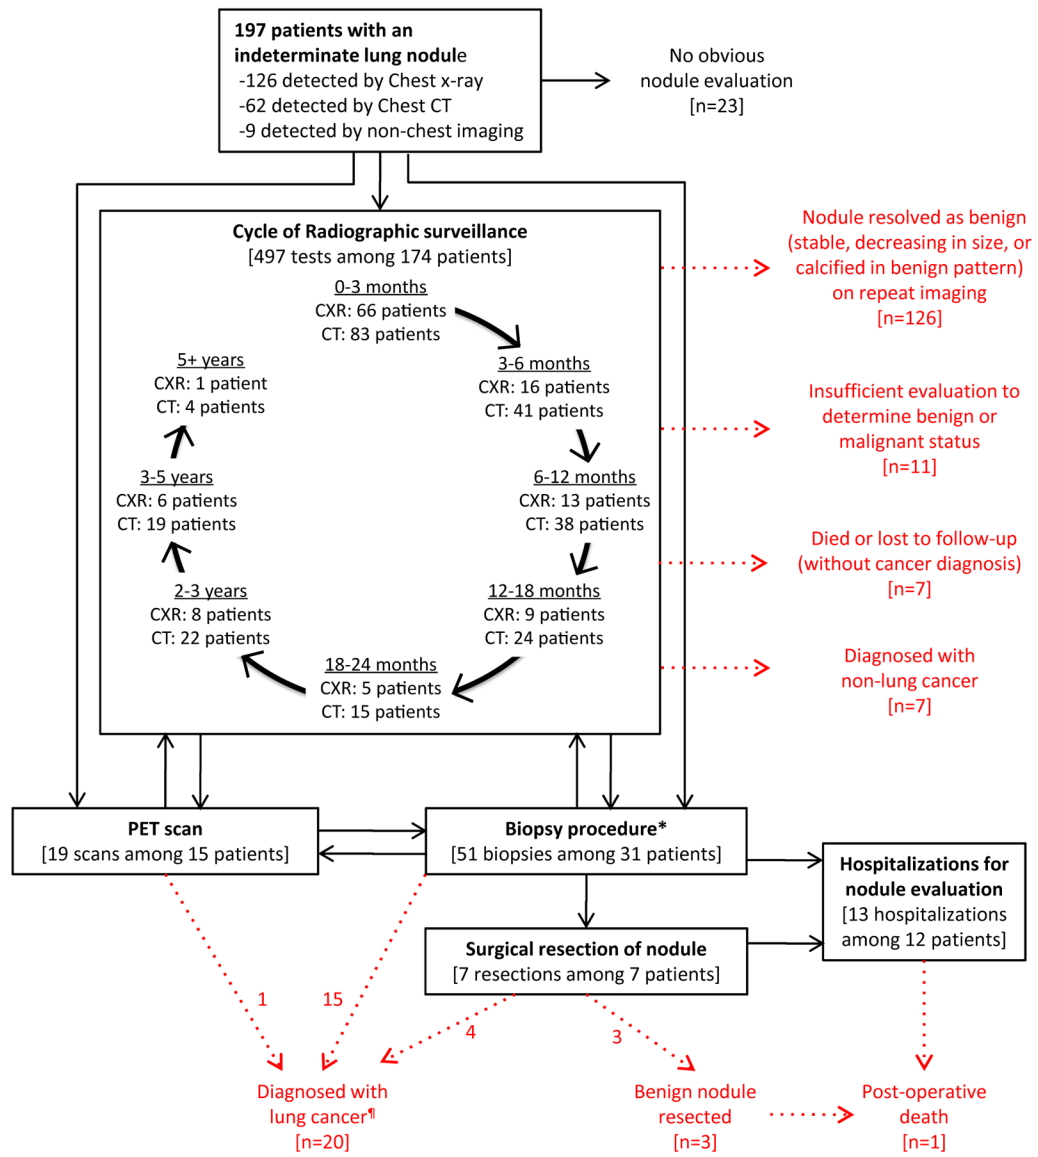 197 patients with an
indeterminate lung nodule
-126 detected by Chest x-ray
-62 detected by Chest CT
-9 detected by non-chest imaging
No obvious
nodule evaluation
[n=23]
Cycle of Radiographic surveillance
[497 tests among 174 patients]
0-3 months
CXR: 66 patients
CT: 83 patients
3-6 months
CXR: 16 patients
CT: 41 patients
6-12 months
CXR: 13 patients
CT: 38 patients
12-18 months
CXR: 9 patients
CT: 24 patients
18-24 months
CXR: 5 patients
CT: 15 patients
2-3 years
CXR: 8 patients
CT: 22 patients
3-5 years
CXR: 6 patients
CT: 19 patients
5+ years
CXR: 1 patient
CT: 4 patients
Nodule resolved as benign
(stable, decreasing in size, or
calcified in benign pattern)
on repeat imaging
[n=126]
Insufficient evaluation to
determine benign or
malignant status
[n=11]
Died or lost to follow-up
(without cancer diagnosis)
[n=7]
Diagnosed with
non-lung cancer
[n=7]
PET scan
[19 scans among 15 patients]
Biopsy procedure*
[51 biopsies among 31 patients]
Hospitalizations for
nodule evaluation
[13 hospitalizations
among 12 patients]
Surgical resection of nodule
[7 resections among 7 patients]
1
15
4
3
Diagnosed with
lung cancer¶
[n=20]
Benign nodule
resected
[n=3]
Post-operative
death
[n=1]